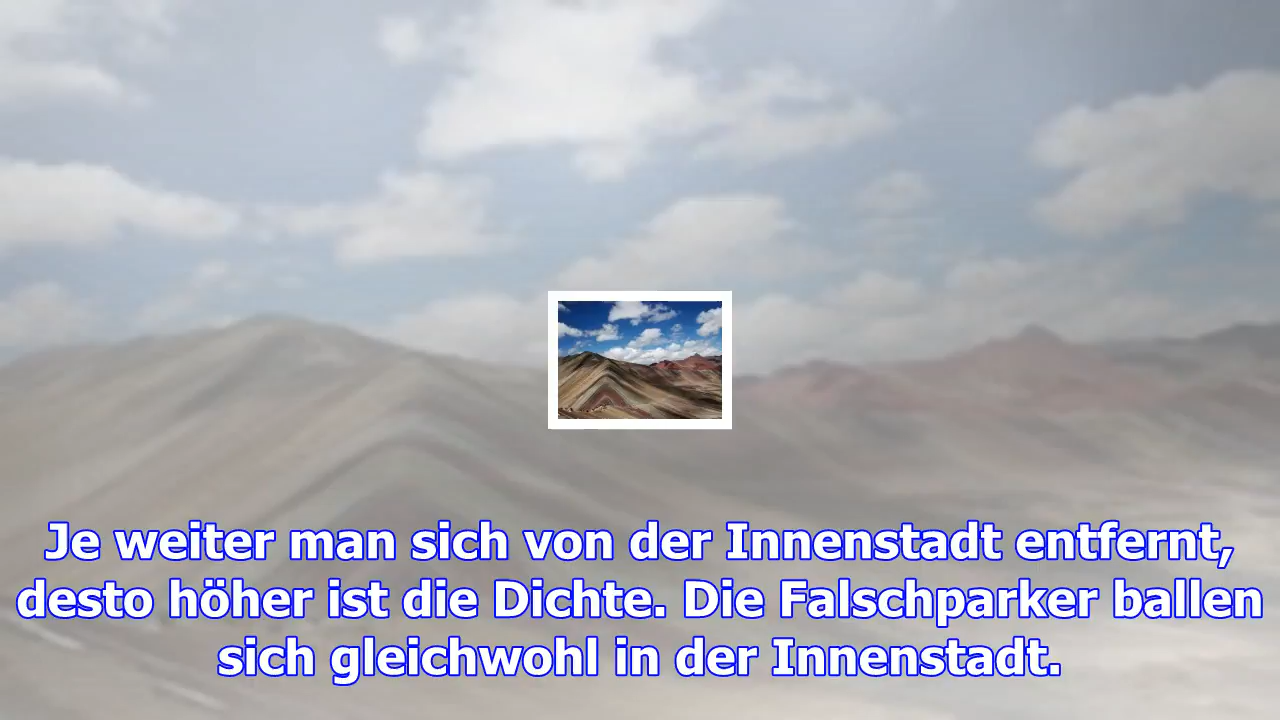 Je weiter man sich von der Innenstadt entfernt,
desto höher ist die Dichte. Die Falschparker ballen
sich gleichwohl in der Innenstadt.